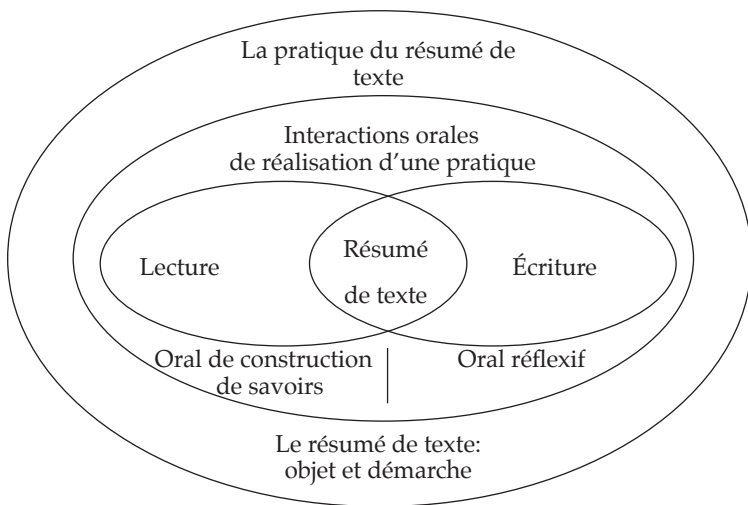 La pratique du résumé de
texte
Interactions orales
de réalisation d’une pratique
Lecture
Résumé
de texte
Écriture
Oral de construction
de savoirs
Oral réflexif
Le résumé de texte:
objet et démarche